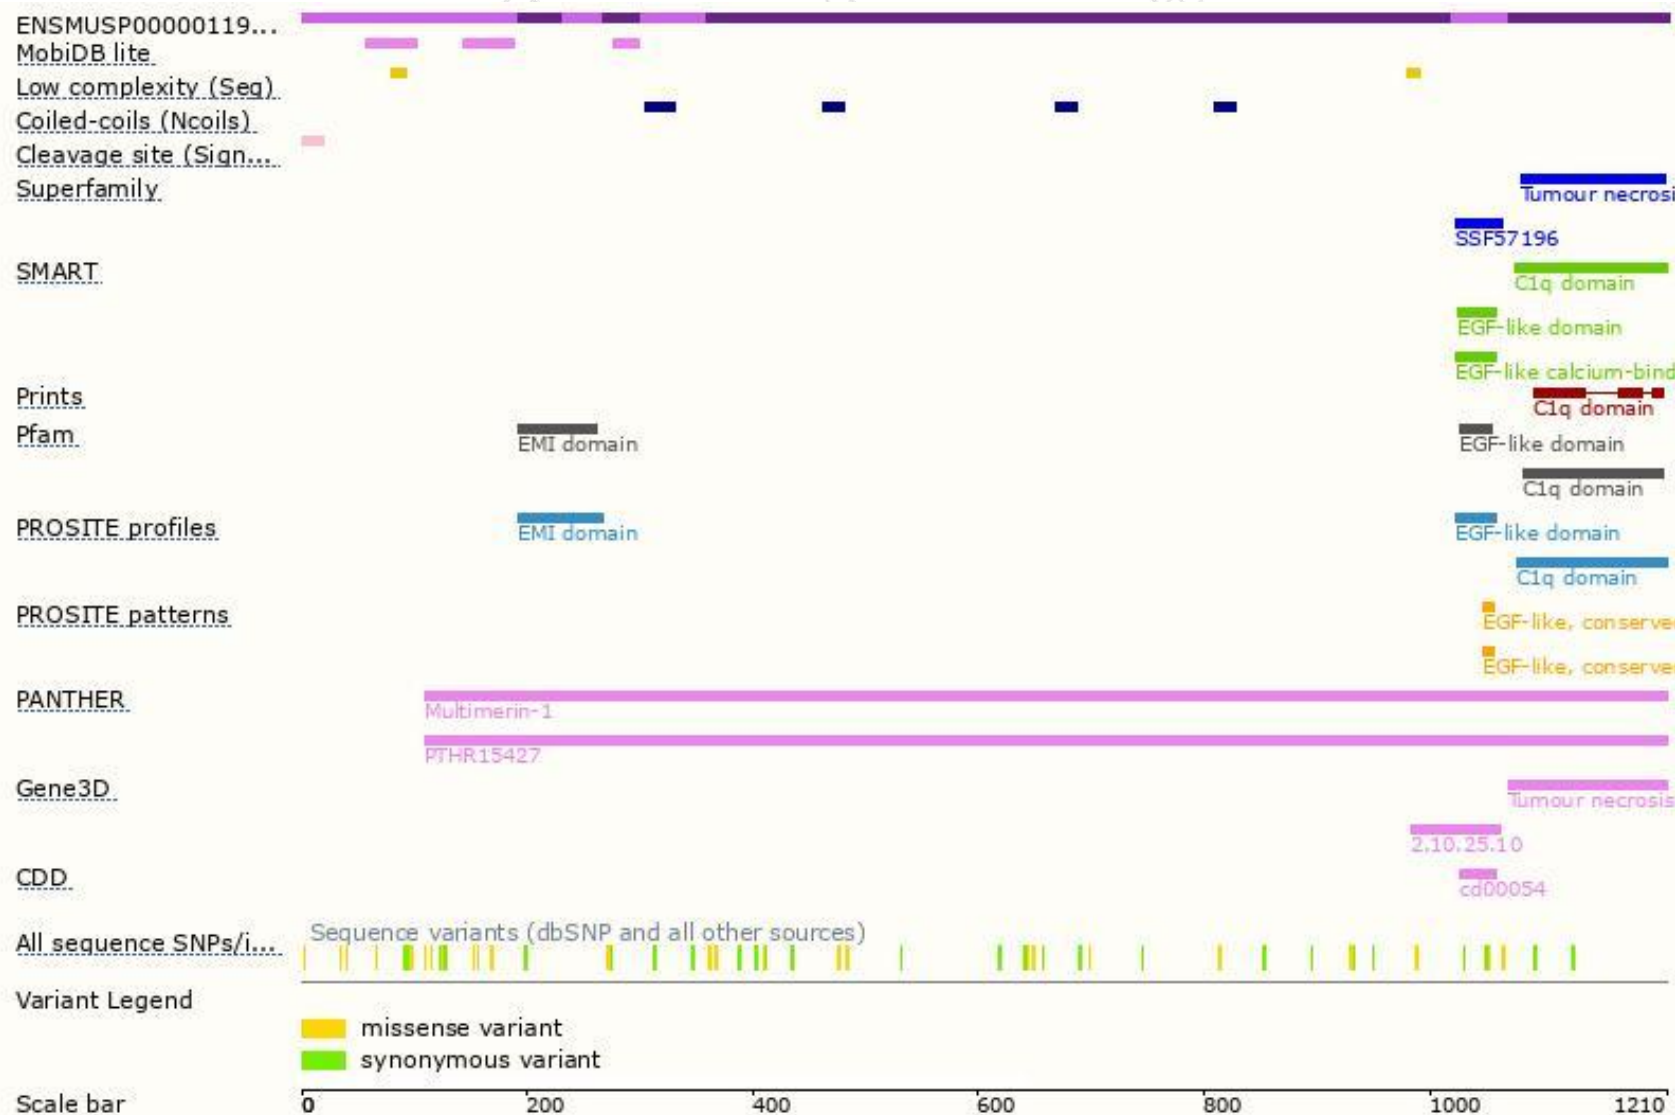 ENSMUSP00000119...
MobiDB lite
Low complexity (Seg)
Coiled-coils (Ncoils)
Cleavage site (Sign...
Superfamily
Tumour necrosi
SSF57196
SMART
C1q domain
EGF-like domain
EGF-like calcium-bind
Prints
C1q domain
Pfam
EMI domain
EGF-like domain
C1q domain
PROSITE profiles
EMI domain
EGF-like domain
C1q domain
PROSITE patterns
EGF-like, conserve
EGF-like, conserve
PANTHER
Multimerin-1
PTHR15427
Gene3D
Tumour necrosis
2.10.25.10
CDD
cd00054
All sequence SNPs/i...
Sequence variants (dbSNP and all other sources)
Variant Legend
missense variant
synonymous variant
Scale bar
0 200 400 600 800 1000 1210